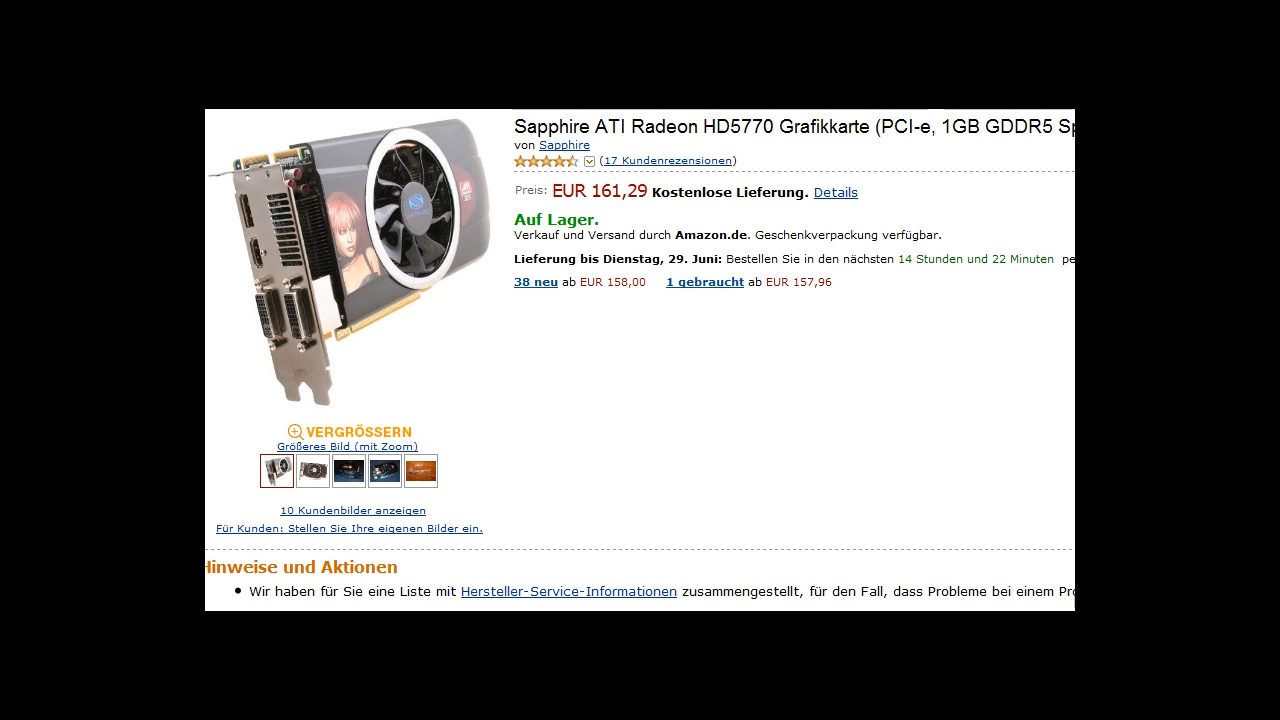 Sapphire ATI Radeon HD5770 Grafikkarte (PCI-e, 1GB GDDR5 Sp
von Sapphire
(17 Kundenrezensionen)
Preis: EUR 161,29 Kostenlose Lieferung. Details
Auf Lager.
Verkauf und Versand durch Amazon.de. Geschenkverpackung verfügbar.
Lieferung bis Dienstag, 29. Juni: Bestellen Sie in den nächsten 14 Stunden und 22 Minuten pe
38 neu ab EUR 158,00 1 gebraucht ab EUR 157,96
VERGRÖSSERN
Größeres Bild (mit Zoom)
10 Kundenbilder anzeigen
Für Kunden: Stellen Sie Ihre eigenen Bilder ein.
Hinweise und Aktionen
Wir haben für Sie eine Liste mit Hersteller-Service-Informationen zusammengestellt, für den Fall, dass Probleme bei einem Pro